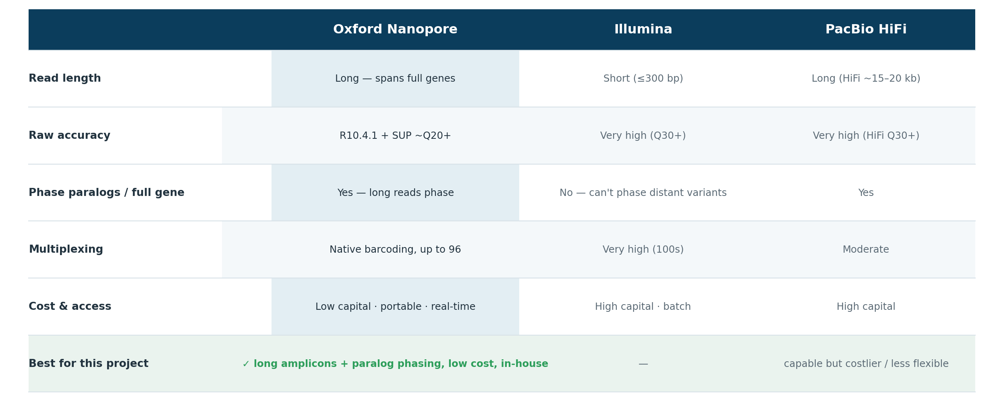 Oxford Nanopore Illumina PacBio HiFi
Read length Long — spans full genes Short (≤300 bp) Long (HiFi ~15–20 kb)
Raw accuracy R10.4.1 + SUP ~Q20+ Very high (Q30+) Very high (HiFi Q30+)
Phase paralogs / full gene Yes — long reads phase No — can't phase distant variants Yes
Multiplexing Native barcoding, up to 96 Very high (100s) Moderate
Cost & access Low capital · portable · real-time High capital · batch High capital
Best for this project ✓ long amplicons + paralog phasing, low cost, in-house — capable but costlier / less flexible